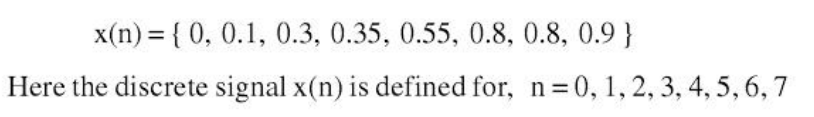 x(n) = { 0, 0.1, 0.3, 0.35, 0.55, 0.8, 0.8, 0.9 }
Here the discrete signal x(n) is defined for, n = 0, 1, 2, 3, 4, 5, 6, 7